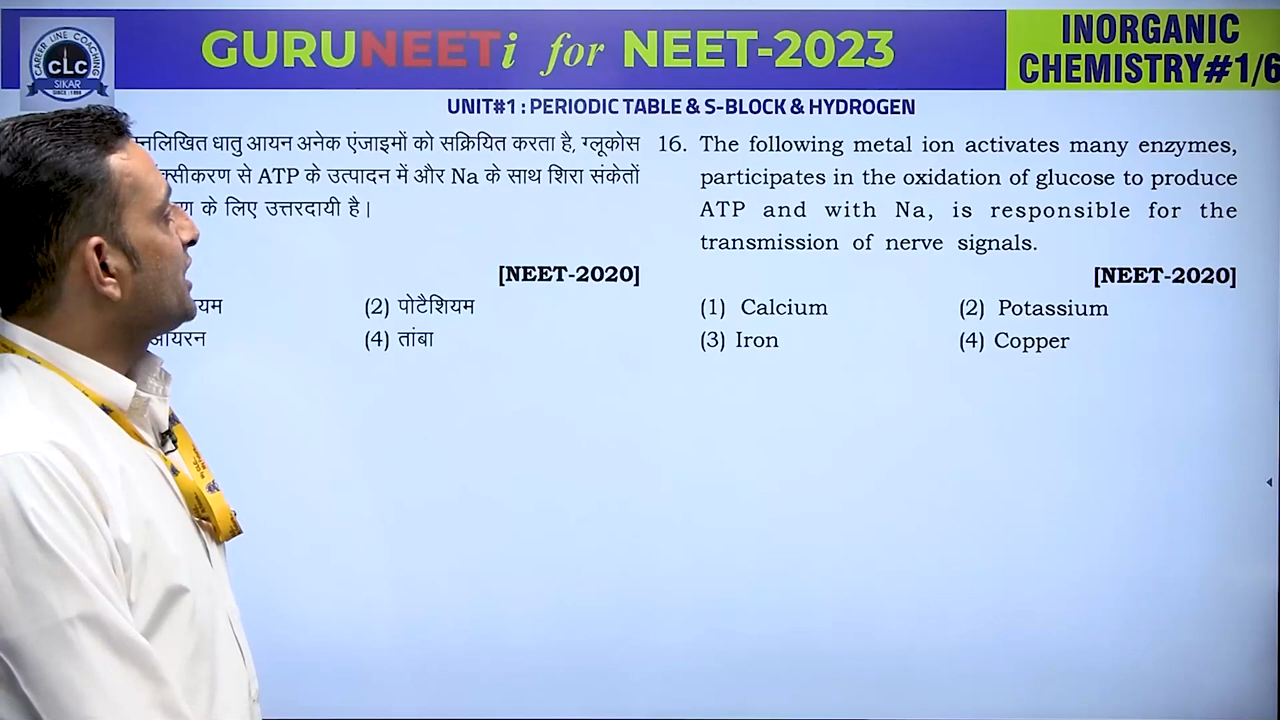 CAREER LINE COACHING
CLC
SIKAR
SINCE : 1996
GURUNEETi for NEET-2023
INORGANIC
CHEMISTRY#1/6
UNIT#1 : PERIODIC TABLE & S-BLOCK & HYDROGEN
धातु आयन अनेक एंजाइमों को सक्रियित करता है, ग्लूकोस
से ATP के उत्पादन में और Na के साथ शिरा संकेतों
के लिए उत्तरदायी है।
[NEET-2020]
(2) पोटैशियम
आयरन (4) तांबा
16. The following metal ion activates many enzymes,
participates in the oxidation of glucose to produce
ATP and with Na, is responsible for the
transmission of nerve signals.
[NEET-2020]
(1) Calcium (2) Potassium
(3) Iron (4) Copper